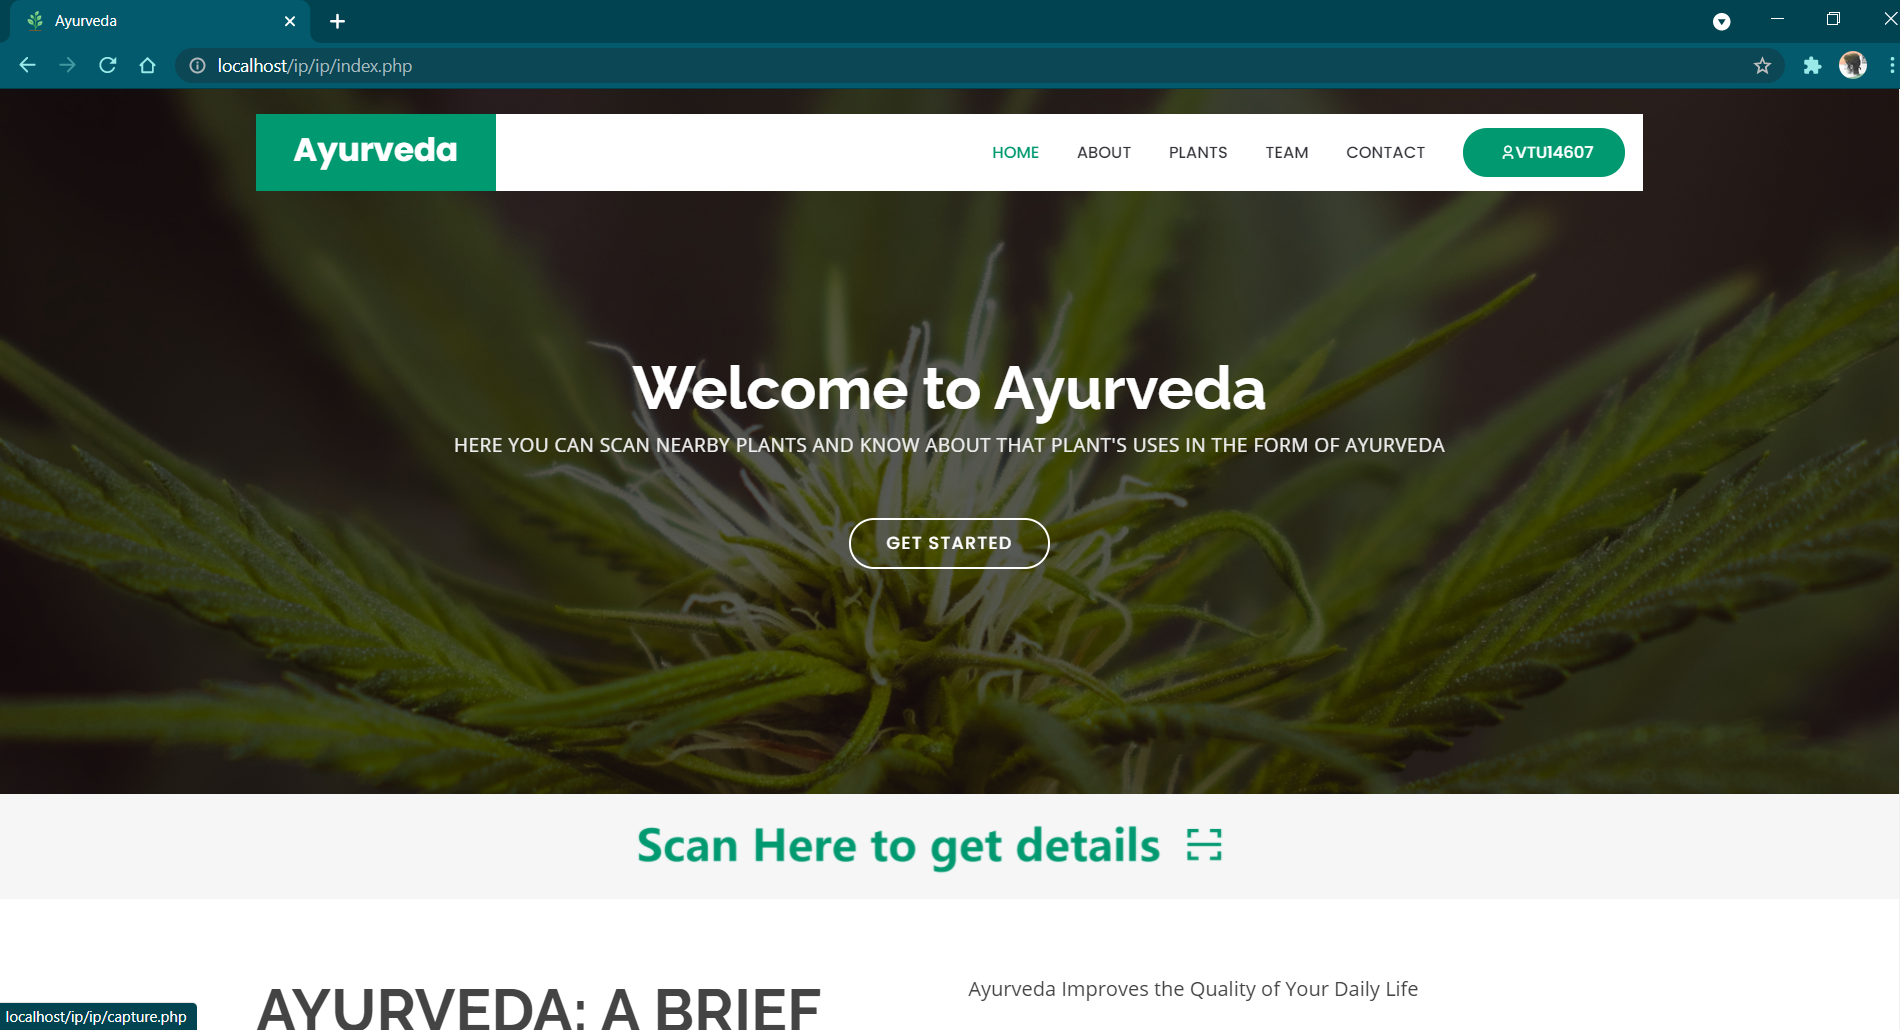 Ayurveda
localhost/ip/ip/index.php
Ayurveda
HOME ABOUT PLANTS TEAM CONTACT VTU14607
Welcome to Ayurveda
HERE YOU CAN SCAN NEARBY PLANTS AND KNOW ABOUT THAT PLANT'S USES IN THE FORM OF AYURVEDA
GET STARTED
Scan Here to get details
AYURVEDA: A BRIEF
Ayurveda Improves the Quality of Your Daily Life
localhost/ip/ip/capture.php